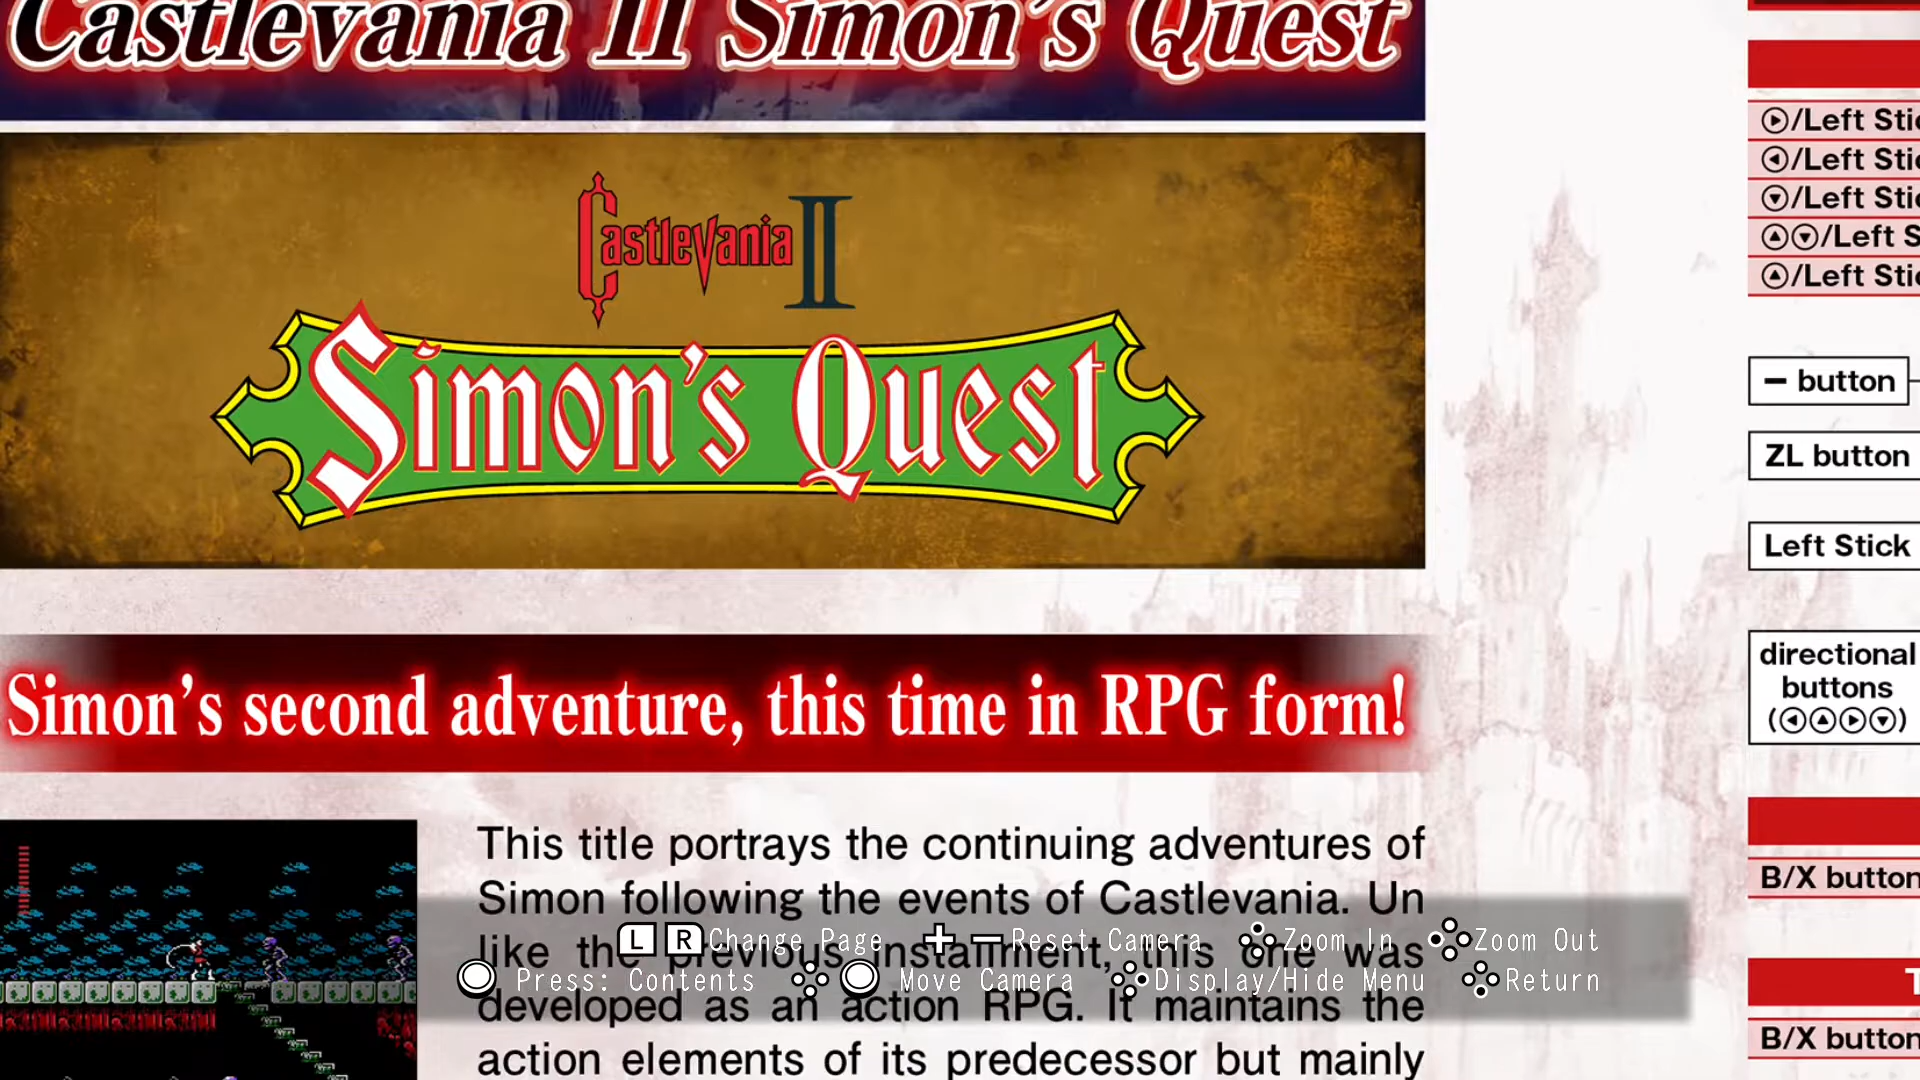 Castlevania II Simon's Quest
Castlevania II
Simon's Quest
Simon's second adventure, this time in RPG form!
This title portrays the continuing adventures of
Simon following the events of Castlevania. Un
like the previous installment, this one was
developed as an action RPG. It maintains the
action elements of its predecessor but mainly
/Left Stic
/Left Stic
/Left Stic
/Left S
/Left Stic
− button
ZL button
Left Stick
directional
buttons
B/X button
T
B/X button
L R Change Page + − Reset Camera Zoom In Zoom Out
Press: Contents Move Camera Display/Hide Menu Return